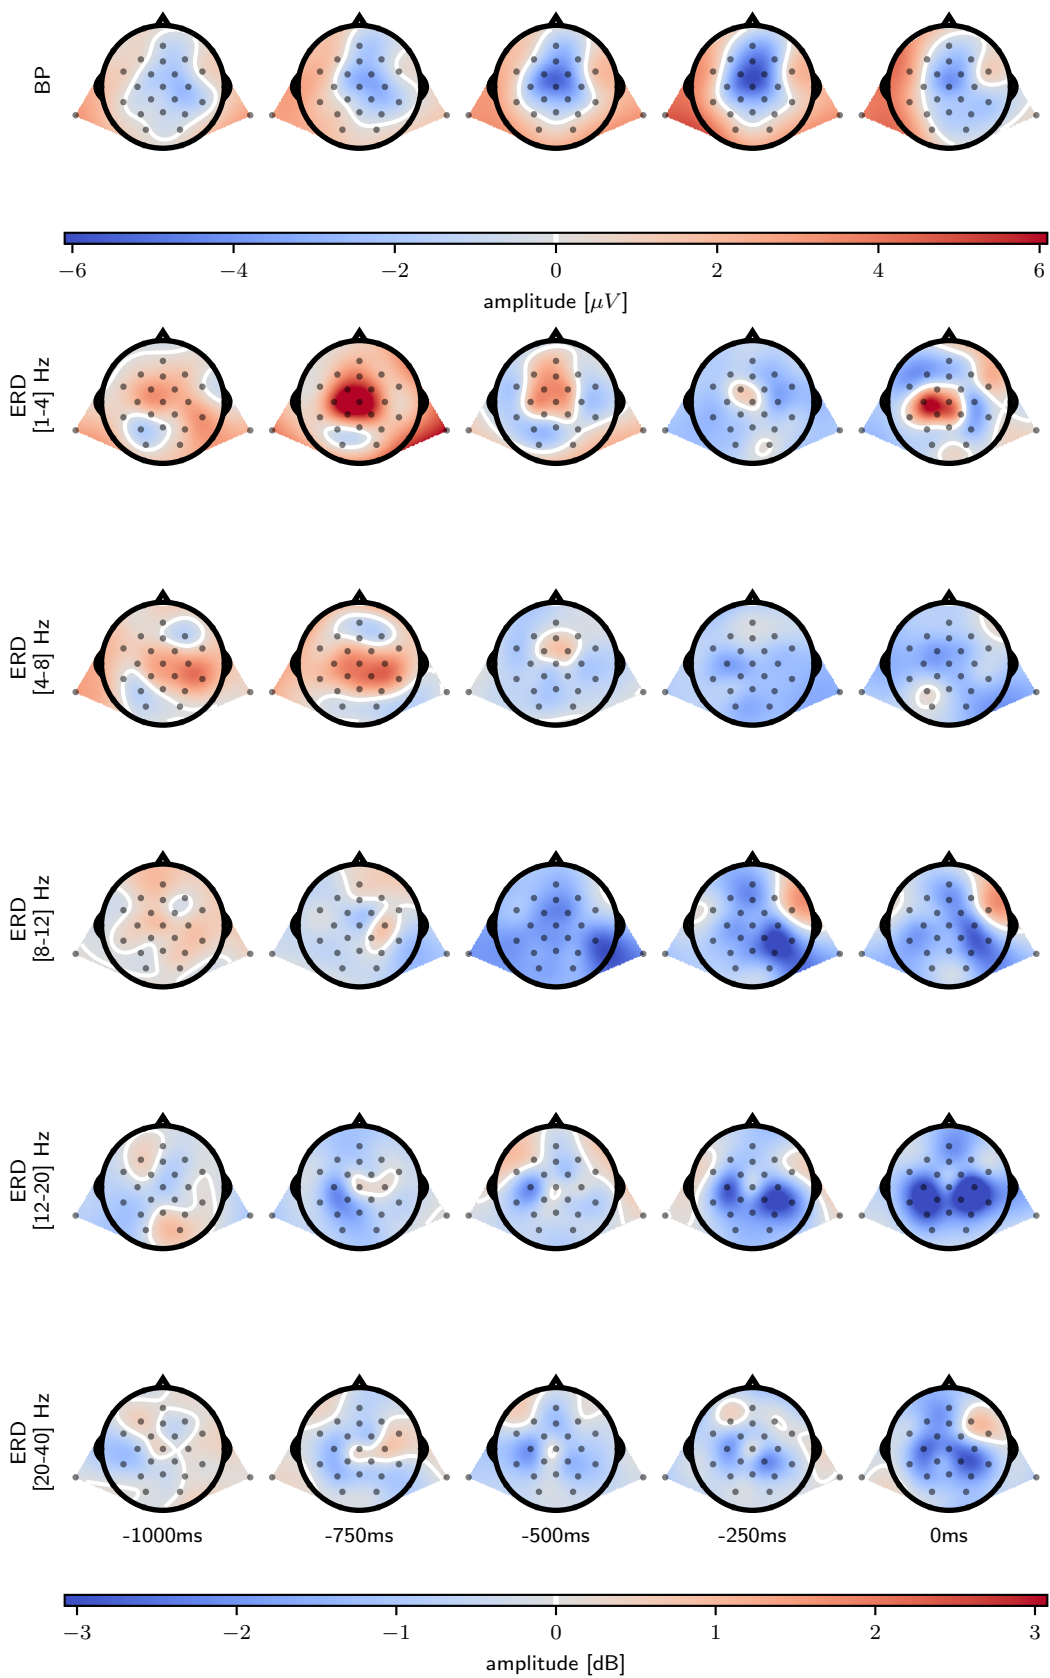 BP
−6 −4 −2 0 2 4 6
amplitude [μV]
ERD
[1–4] Hz
ERD
[4–8] Hz
ERD
[8-12] Hz
ERD
[12-20] Hz
ERD
[20–40] Hz
-1000ms -750ms -500ms -250ms 0ms
−3 −2 −1 0 1 2 3
amplitude [dB]